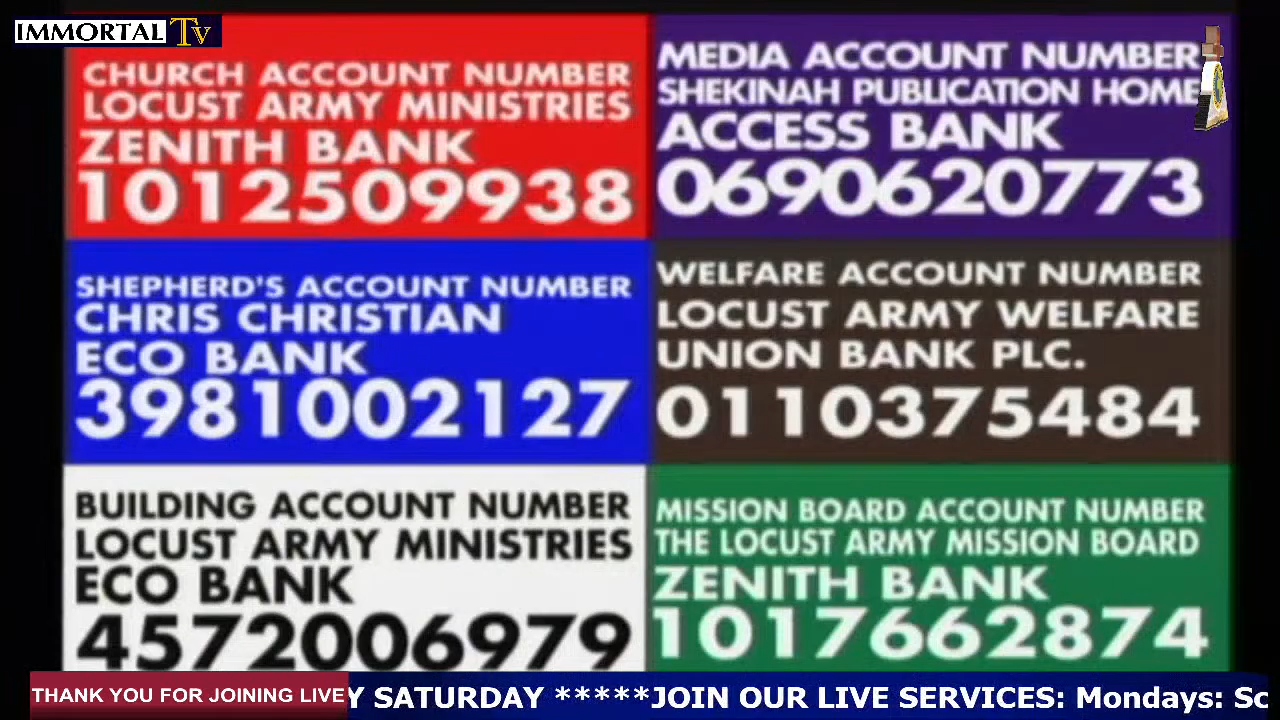 IMMORTAL Tv
CHURCH ACCOUNT NUMBER
LOCUST ARMY MINISTRIES
ZENITH BANK
1012509938
MEDIA ACCOUNT NUMBER
SHEKINAH PUBLICATION HOME
ACCESS BANK
0690620773
SHEPHERD'S ACCOUNT NUMBER
CHRIS CHRISTIAN
ECO BANK
3981002127
WELFARE ACCOUNT NUMBER
LOCUST ARMY WELFARE
UNION BANK PLC.
0110375484
BUILDING ACCOUNT NUMBER
LOCUST ARMY MINISTRIES
ECO BANK
4572006979
MISSION BOARD ACCOUNT NUMBER
THE LOCUST ARMY MISSION BOARD
ZENITH BANK
1017662874
THANK YOU FOR JOINING LIVE
Y SATURDAY *****JOIN OUR LIVE SERVICES: Mondays: Sc